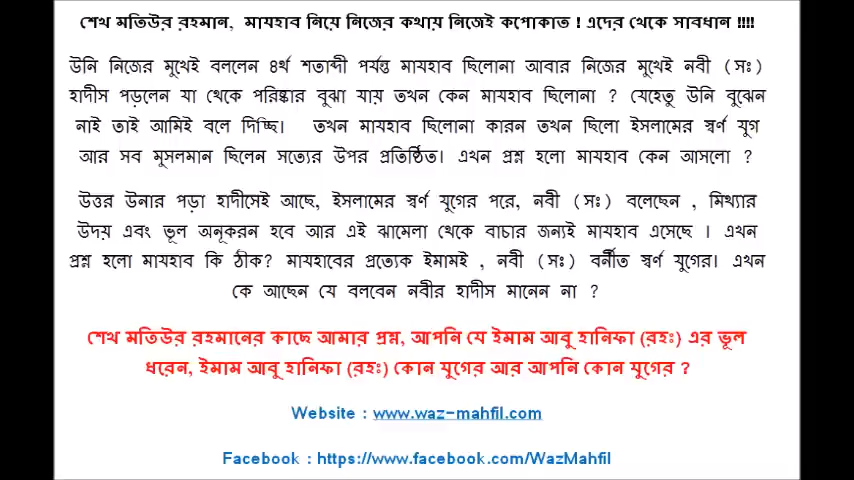 শেখ মতিউর রহমান, মাযহাব নিয়ে নিজের কথায় নিজেই কপোকাত ! এদের থেকে সাবধান !!!!
উনি নিজের মুখেই বললেন ৪র্থ শতাব্দী পর্যন্ত মাযহাব ছিলোনা আবার নিজের মুখেই নবী (সঃ)
হাদীস পড়লেন যা থেকে পরিষ্কার বুঝা যায় তখন কেন মাযহাব ছিলোনা ? যেহেতু উনি বুঝেন
নাই তাই আমিই বলে দিচ্ছি। তখন মাযহাব ছিলোনা কারন তখন ছিলো ইসলামের স্বর্ণ যুগ
আর সব মূসলমান ছিলেন সত্যের উপর প্রতিষ্ঠিত। এখন প্রশ্ন হলো মাযহাব কেন আসলো ?
উত্তর উনার পড়া হাদীসেই আছে, ইসলামের স্বর্ণ যুগের পরে, নবী (সঃ) বলেছেন , মিথ্যার
উদয় এবং ভূল অনূকরন হবে আর এই ঝামেলা থেকে বাচার জন্যই মাযহাব এসেছে । এখন
প্রশ্ন হলো মাযহাব কি ঠীক? মাযহাবের প্রত্যেক ইমামই , নবী (সঃ) বর্নীত স্বর্ণ যুগের। এখন
কে আছেন যে বলবেন নবীর হাদীস মানেন না ?
শেখ মতিউর রহমানের কাছে আমার প্রশ্ন, আপনি যে ইমাম আবু হানিফা (রহঃ) এর ভূল
ধরেন, ইমাম আবু হানিফা (রহঃ) কোন যুগের আর আপনি কোন যুগের ?
Website : www.waz-mahfil.com
Facebook : https://www.facebook.com/WazMahfil